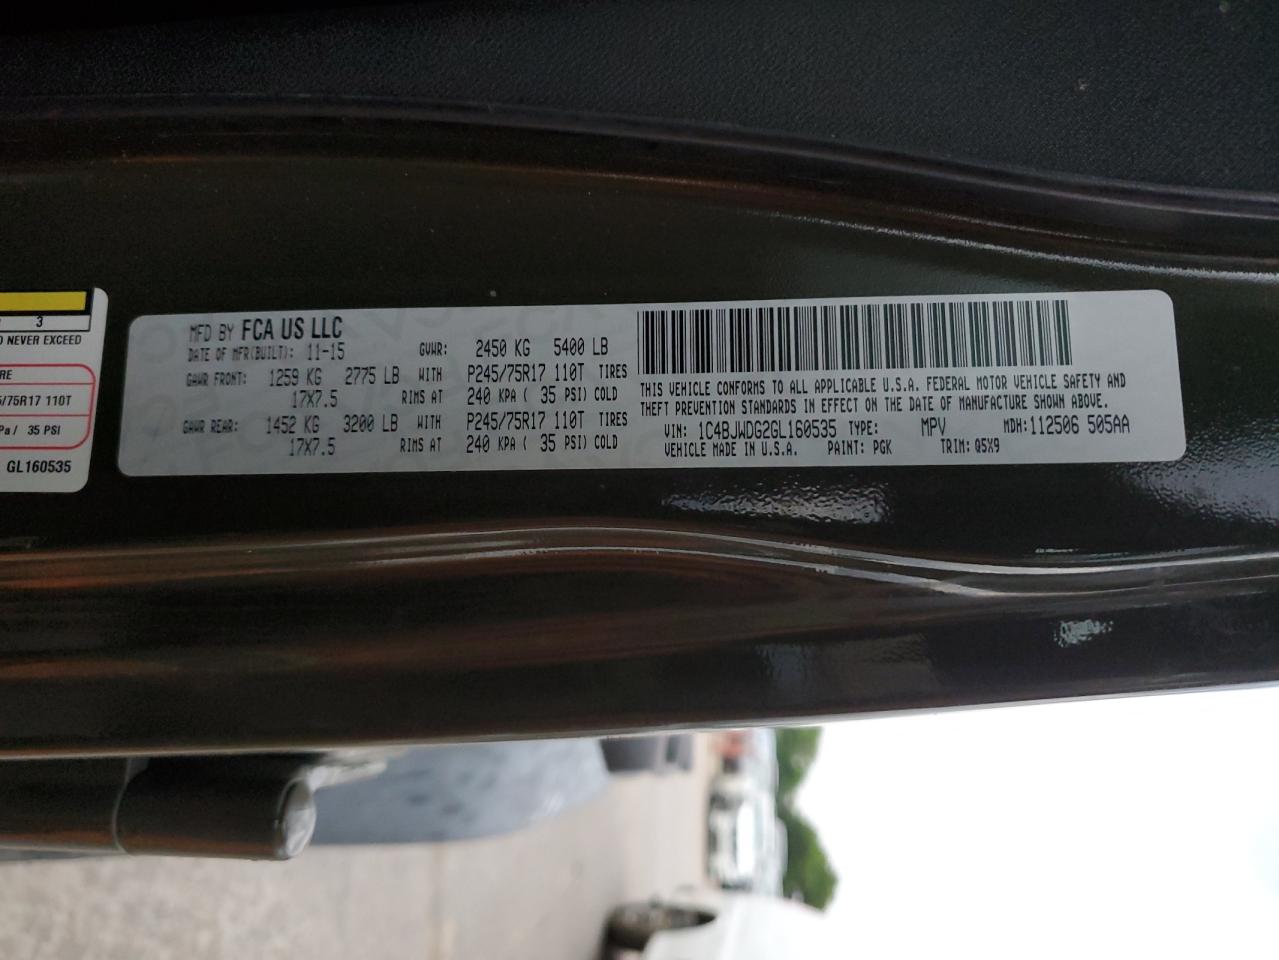 3
D NEVER EXCEED
RE
5/75R17 110T
Pa / 35 PSI
GL160535
MFD BY FCA US LLC
DATE OF MFR(BUILT): 11-15 GVWR: 2450 KG 5400 LB
GAWR FRONT: 1259 KG 2775 LB WITH P245/75R17 110T TIRES
17X7.5 RIMS AT 240 KPA ( 35 PSI) COLD
GAWR REAR: 1452 KG 3200 LB WITH P245/75R17 110T TIRES
17X7.5 RIMS AT 240 KPA ( 35 PSI) COLD
THIS VEHICLE CONFORMS TO ALL APPLICABLE U.S.A. FEDERAL MOTOR VEHICLE SAFETY AND
THEFT PREVENTION STANDARDS IN EFFECT ON THE DATE OF MANUFACTURE SHOWN ABOVE.
VIN: 1C4BJWDG2GL160535 TYPE: MPV MDH: 112506 505AA
VEHICLE MADE IN U.S.A. PAINT: PGK TRIM: Q5X9